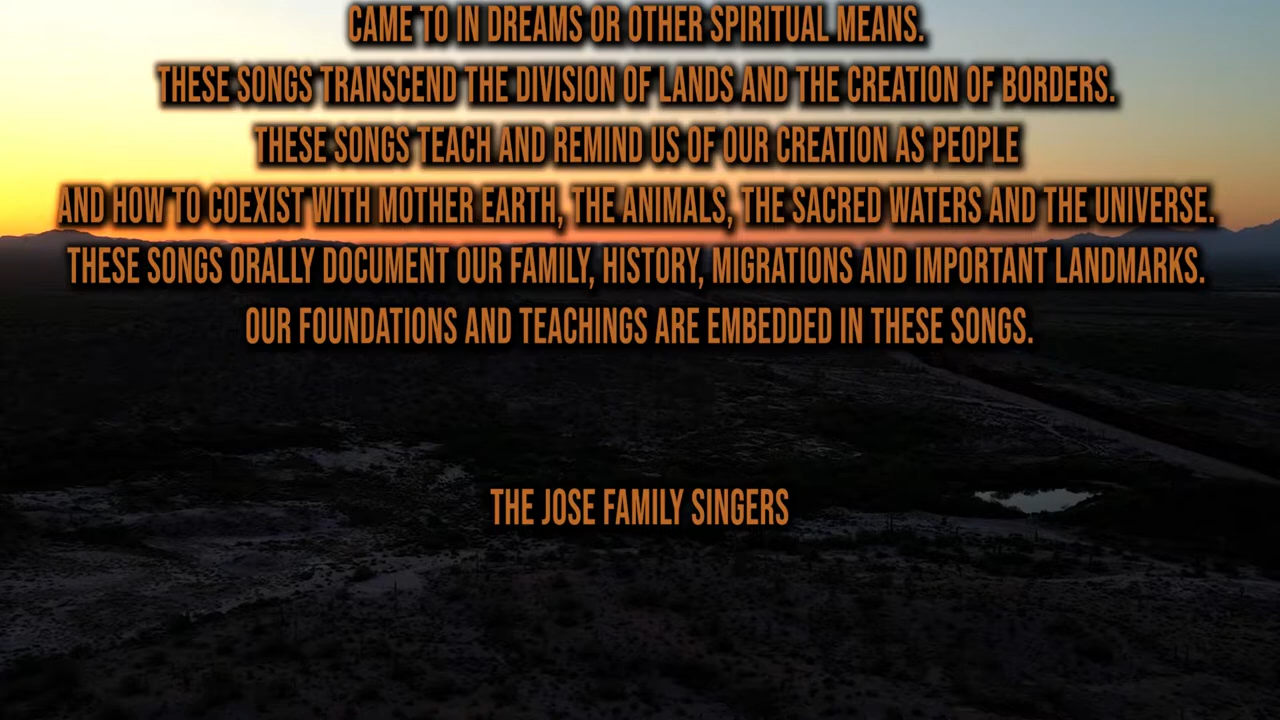 CAME TO IN DREAMS OR OTHER SPIRITUAL MEANS.
THESE SONGS TRANSCEND THE DIVISION OF LANDS AND THE CREATION OF BORDERS.
THESE SONGS TEACH AND REMIND US OF OUR CREATION AS PEOPLE
AND HOW TO COEXIST WITH MOTHER EARTH, THE ANIMALS, THE SACRED WATERS AND THE UNIVERSE.
THESE SONGS ORALLY DOCUMENT OUR FAMILY, HISTORY, MIGRATIONS AND IMPORTANT LANDMARKS.
OUR FOUNDATIONS AND TEACHINGS ARE EMBEDDED IN THESE SONGS.
THE JOSE FAMILY SINGERS